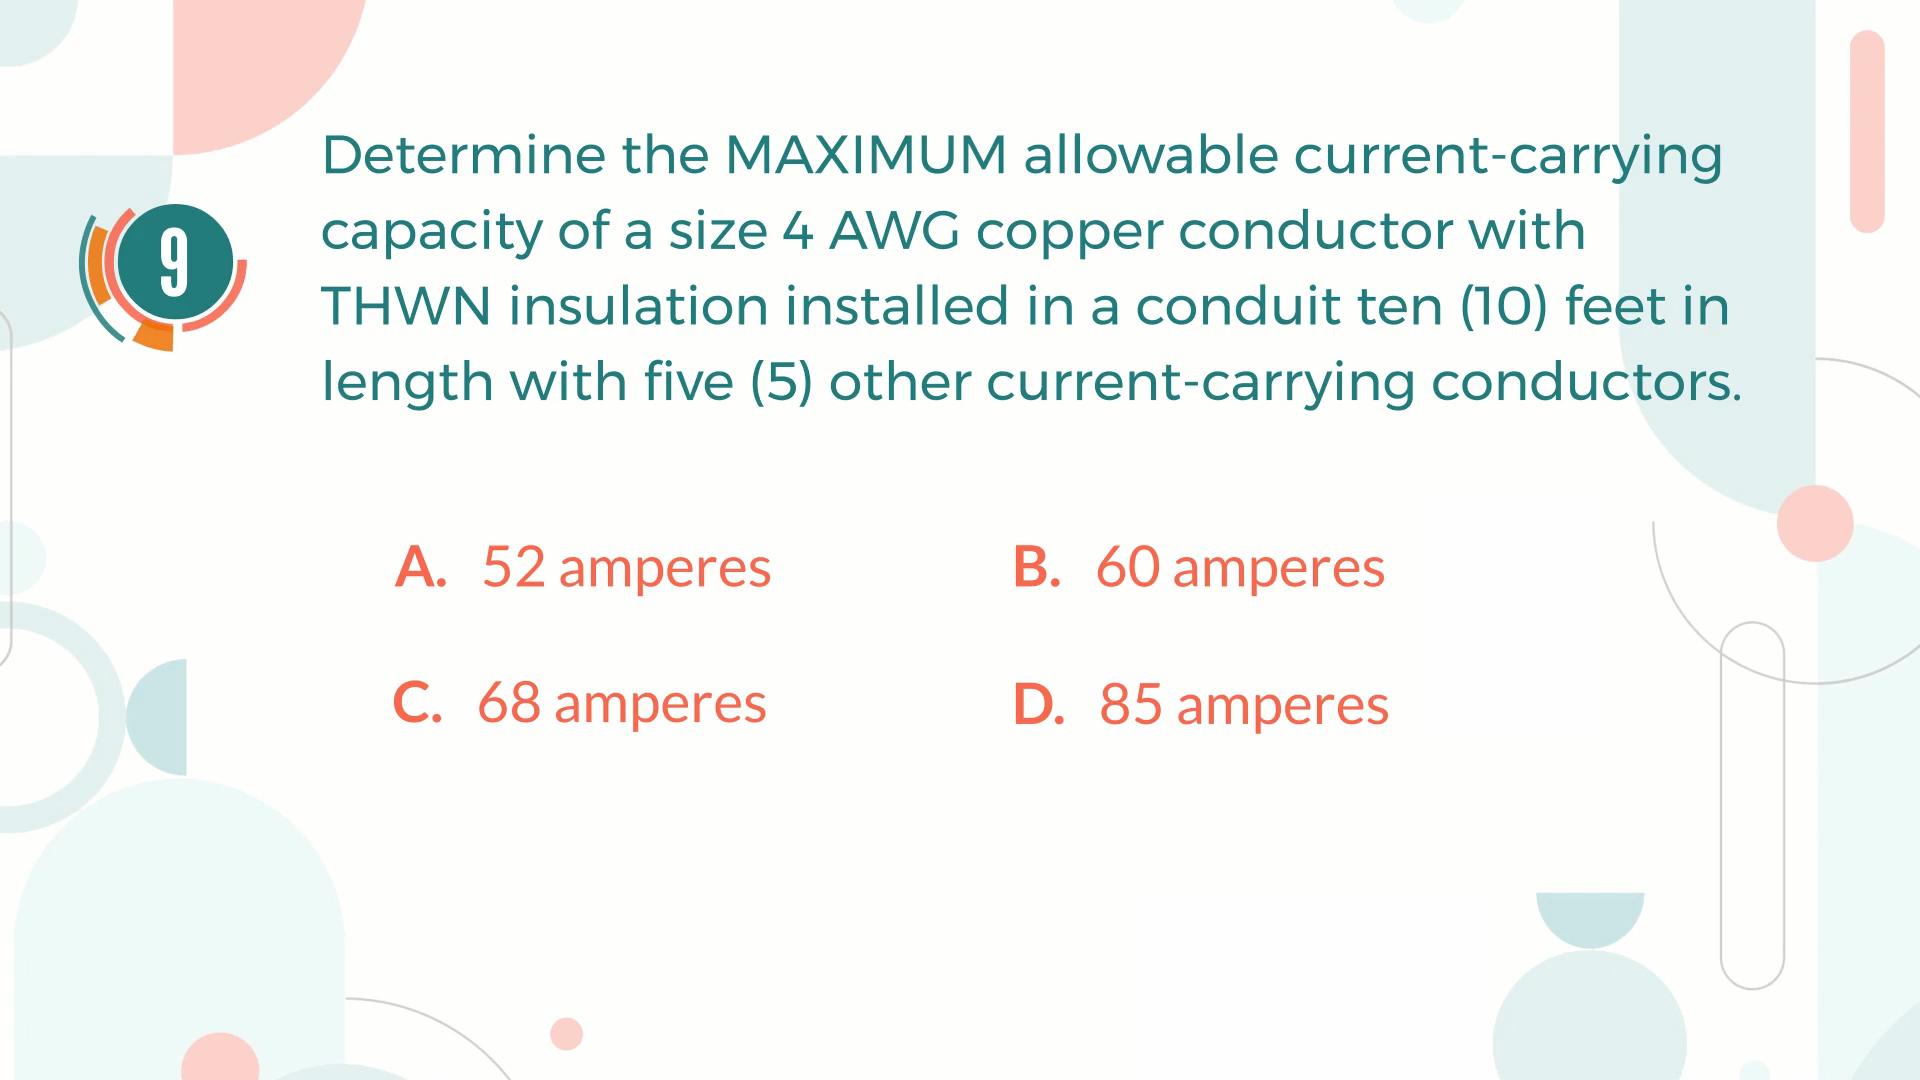 9
Determine the MAXIMUM allowable current-carrying
capacity of a size 4 AWG copper conductor with
THWN insulation installed in a conduit ten (10) feet in
length with five (5) other current-carrying conductors.
A. 52 amperes
B. 60 amperes
C. 68 amperes
D. 85 amperes